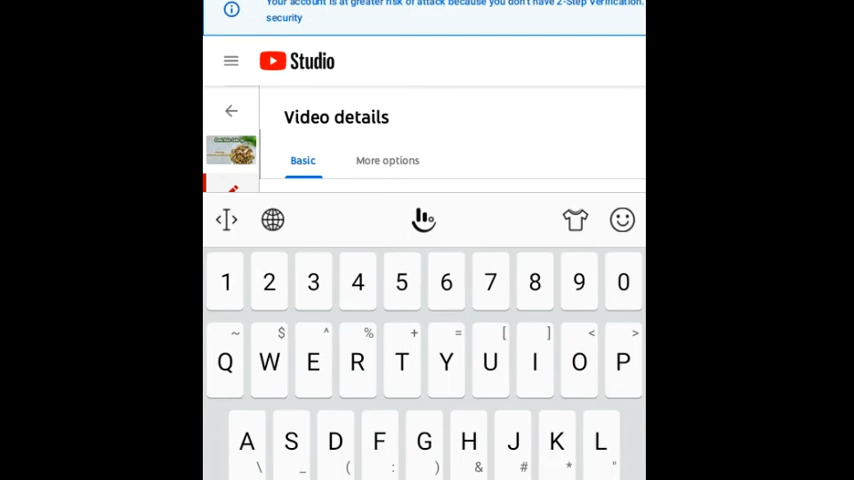 Your account is at greater risk of attack because you don't have 2-Step Verification.
security
Studio
Video details
Basic
More options
1 2 3 4 5 6 7 8 9 0
~ $ ^ % + = [ ] < >
Q W E R T Y U I O P
A S D F G H J K L
\ _ ( : ) & # * "